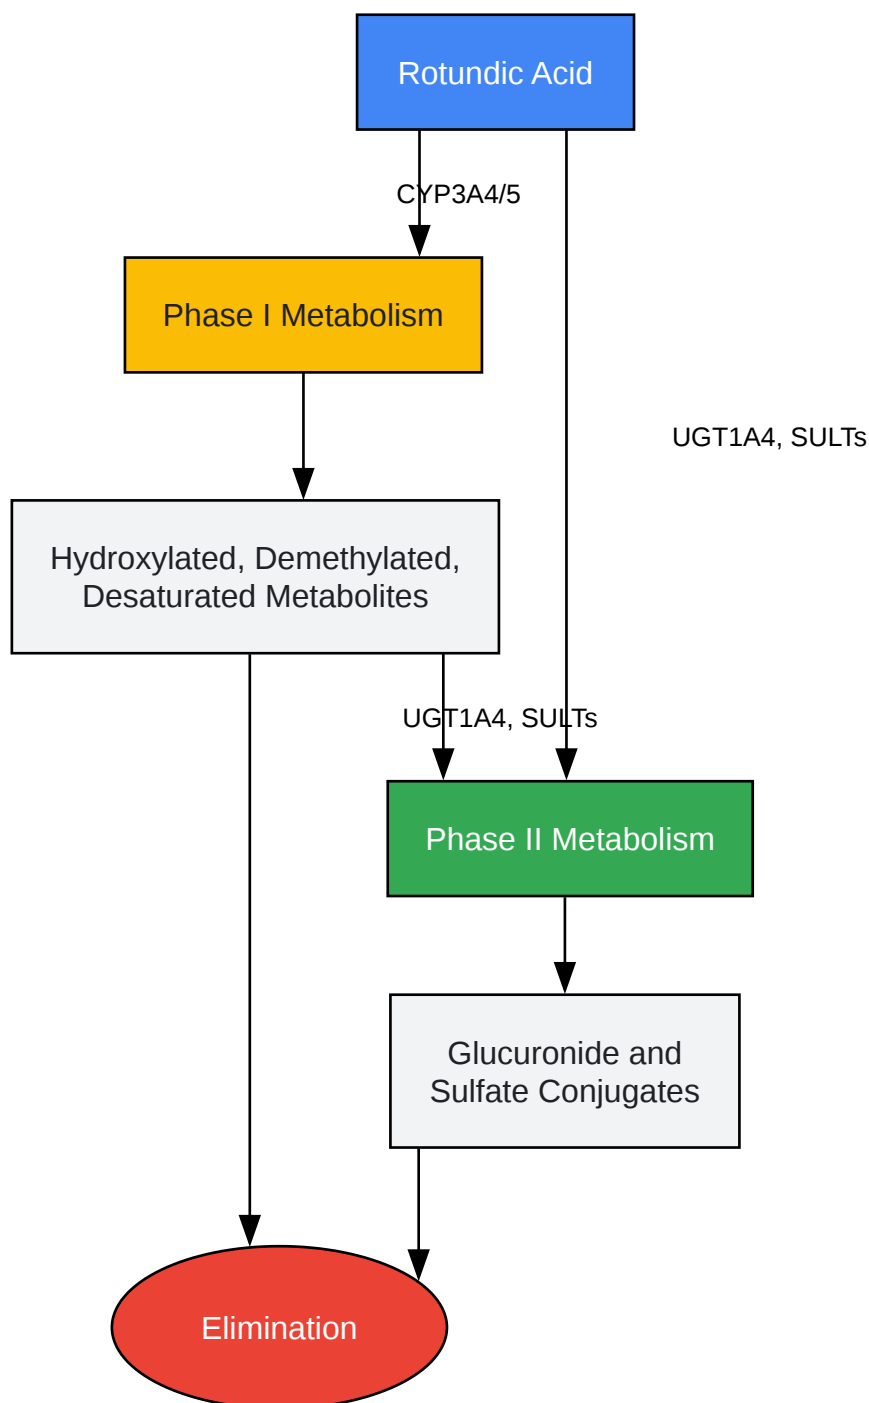 Rotundic Acid
CYP3A4/5
Phase I Metabolism
UGT1A4, SULTs
Hydroxylated, Demethylated,
Desaturated Metabolites
UGT1A4, SULTs
Phase II Metabolism
Glucuronide and
Sulfate Conjugates
Elimination